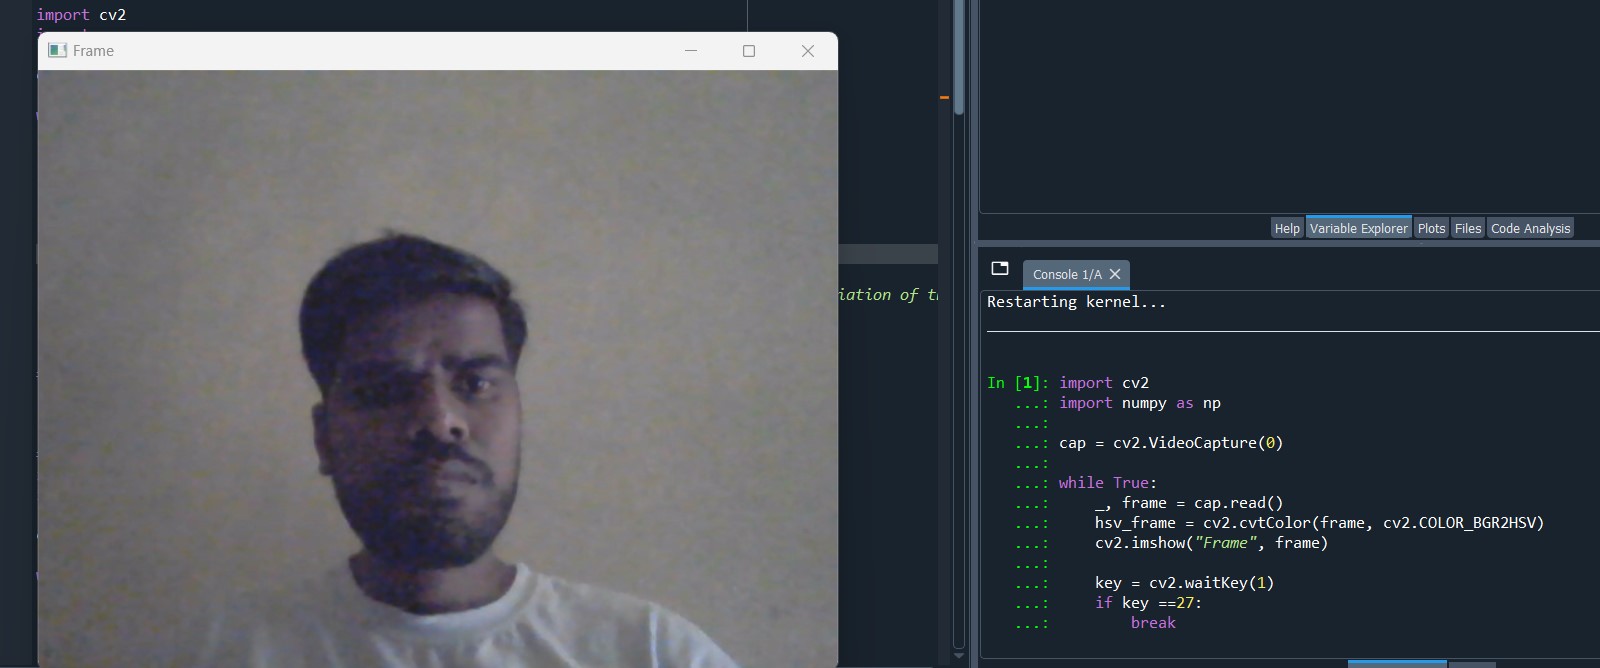 import cv2
Frame
iation of t
Help Variable Explorer Plots Files Code Analysis
Console 1/A
Restarting kernel...
In [1]: import cv2
...: import numpy as np
...:
...: cap = cv2.VideoCapture(0)
...:
...: while True:
...:     _, frame = cap.read()
...:     hsv_frame = cv2.cvtColor(frame, cv2.COLOR_BGR2HSV)
...:     cv2.imshow("Frame", frame)
...:
...:     key = cv2.waitKey(1)
...:     if key ==27:
...:         break